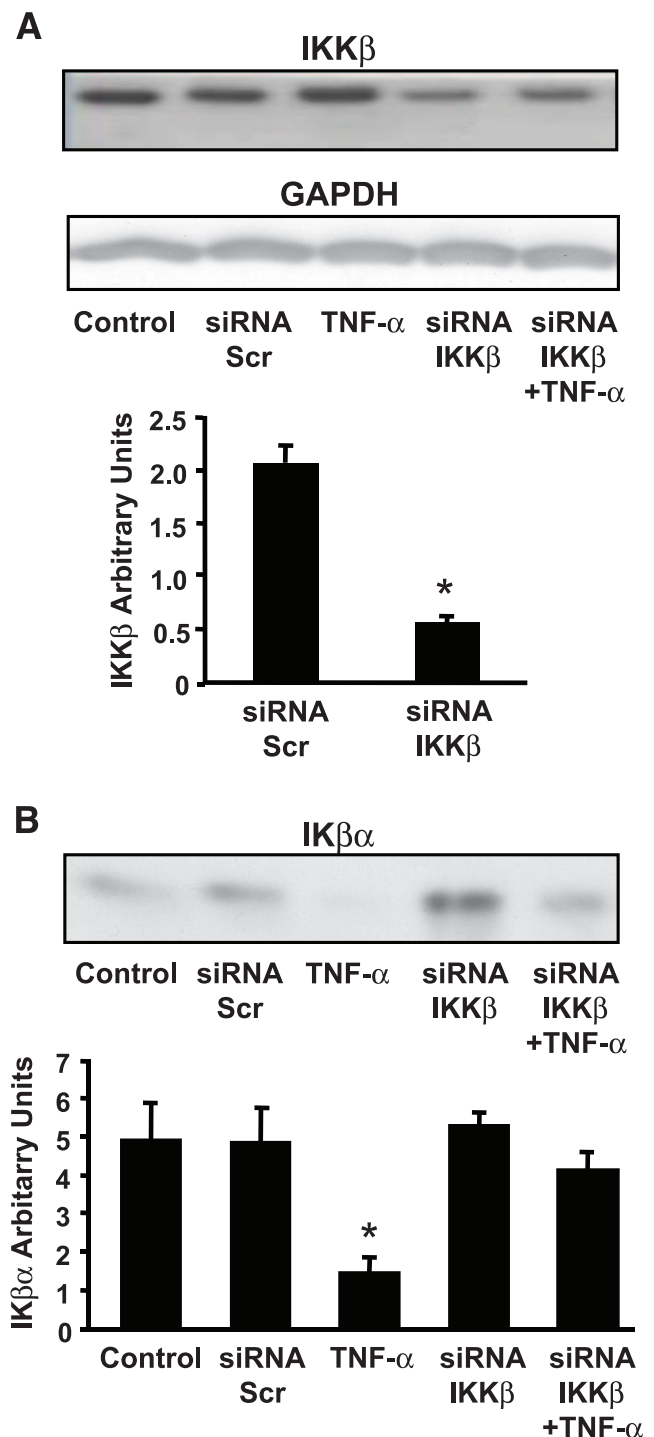 A
IKKβ
GAPDH
Control siRNA TNF-α siRNA siRNA
Scr IKKβ IKKβ
+TNF-α
IKKβ Arbitrary Units
2.5
2.0
1.5
1.0
0.5
0
*
siRNA siRNA
Scr IKKβ
B
IKβα
Control siRNA TNF-α siRNA siRNA
Scr IKKβ IKKβ
+TNF-α
IKβα Arbitarry Units
7
6
5
4
3
2
1
0
*
Control siRNA TNF-α siRNA siRNA
Scr IKKβ IKKβ
+TNF-α